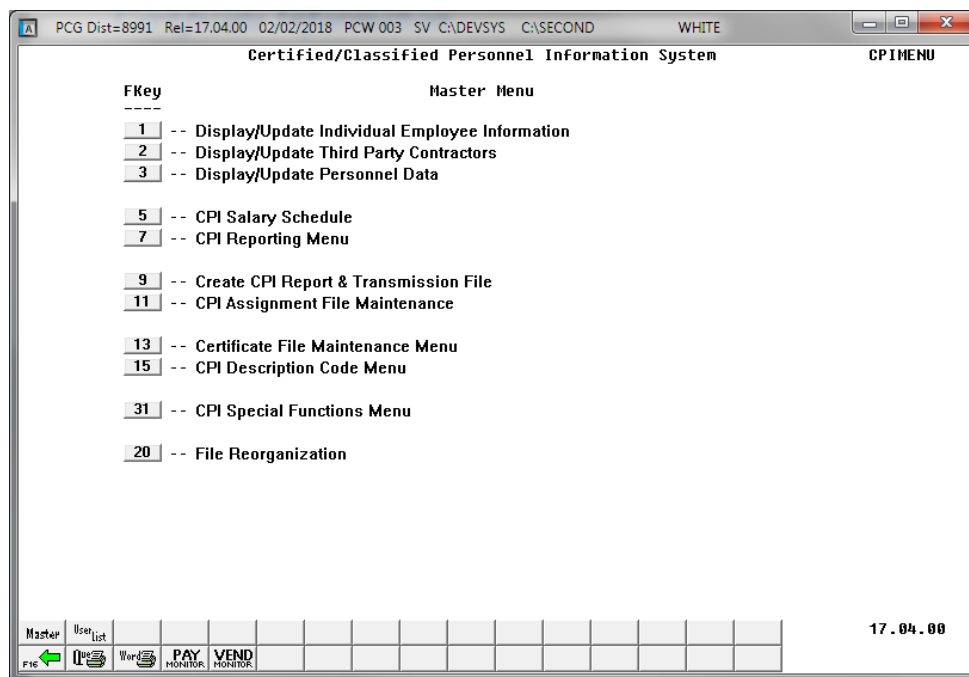 A PCG Dist=8991 Rel=17.04.00 02/02/2018 PCW 003 SV C:\DEVSYS C:\SECOND WHITE
Certified/Classified Personnel Information System CPIMENU
FKey Master Menu
----
1 -- Display/Update Individual Employee Information
2 -- Display/Update Third Party Contractors
3 -- Display/Update Personnel Data
5 -- CPI Salary Schedule
7 -- CPI Reporting Menu
9 -- Create CPI Report & Transmission File
11 -- CPI Assignment File Maintenance
13 -- Certificate File Maintenance Menu
15 -- CPI Description Code Menu
31 -- CPI Special Functions Menu
20 -- File Reorganization
Master User List 17.04.00
F16 Que Word PAY MONITOR VEND MONITOR